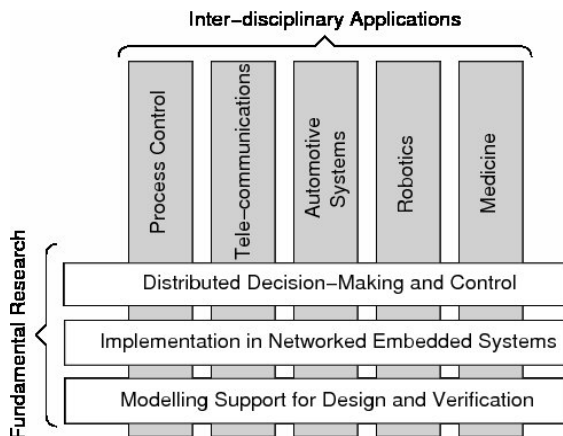 Inter-disciplinary Applications
Process Control
Tele-communications
Automotive
Systems
Robotics
Medicine
Fundamental Research
Distributed Decision-Making and Control
Implementation in Networked Embedded Systems
Modelling Support for Design and Verification